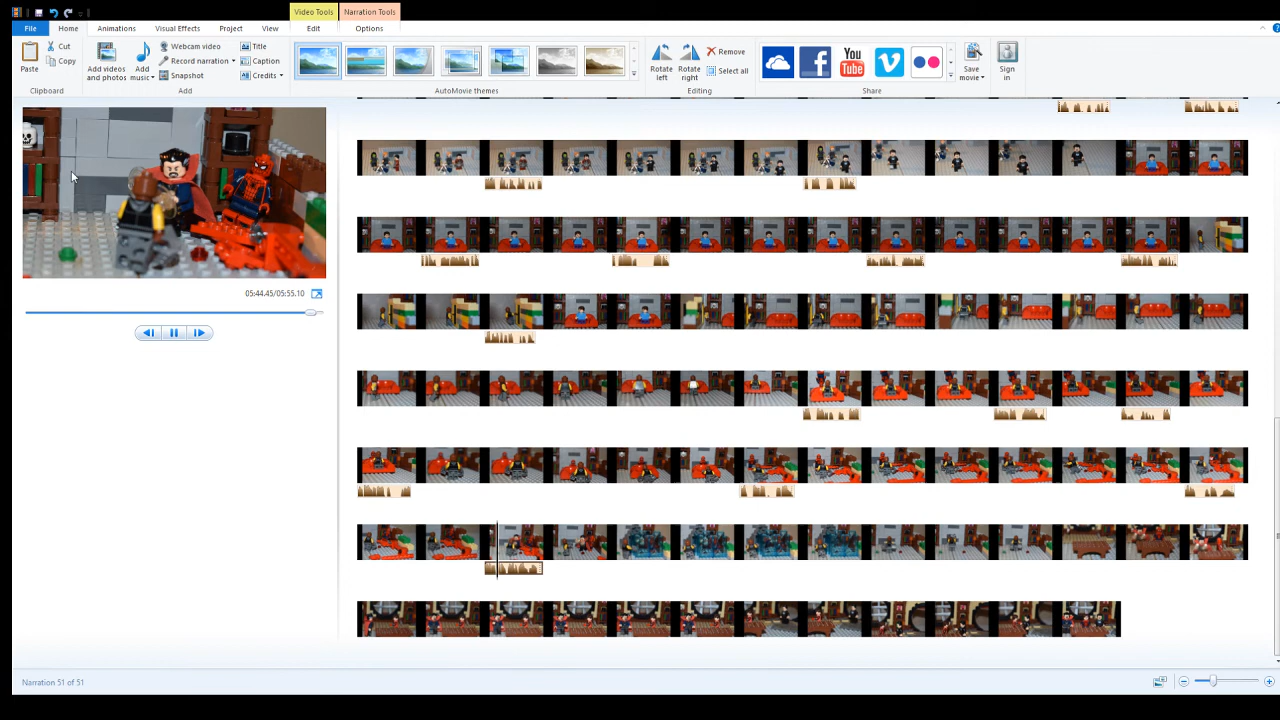 Video Tools Narration Tools
File Home Animations Visual Effects Project View Edit Options
Paste Cut Copy Clipboard
Add videos and photos Add music Webcam video Record narration Snapshot Title Caption Credits Add
AutoMovie themes
Rotate left Rotate right Remove Select all Editing
f You Tube V Share
Save movie Sign in
05:44.45/05:55.10
Narration 51 of 51